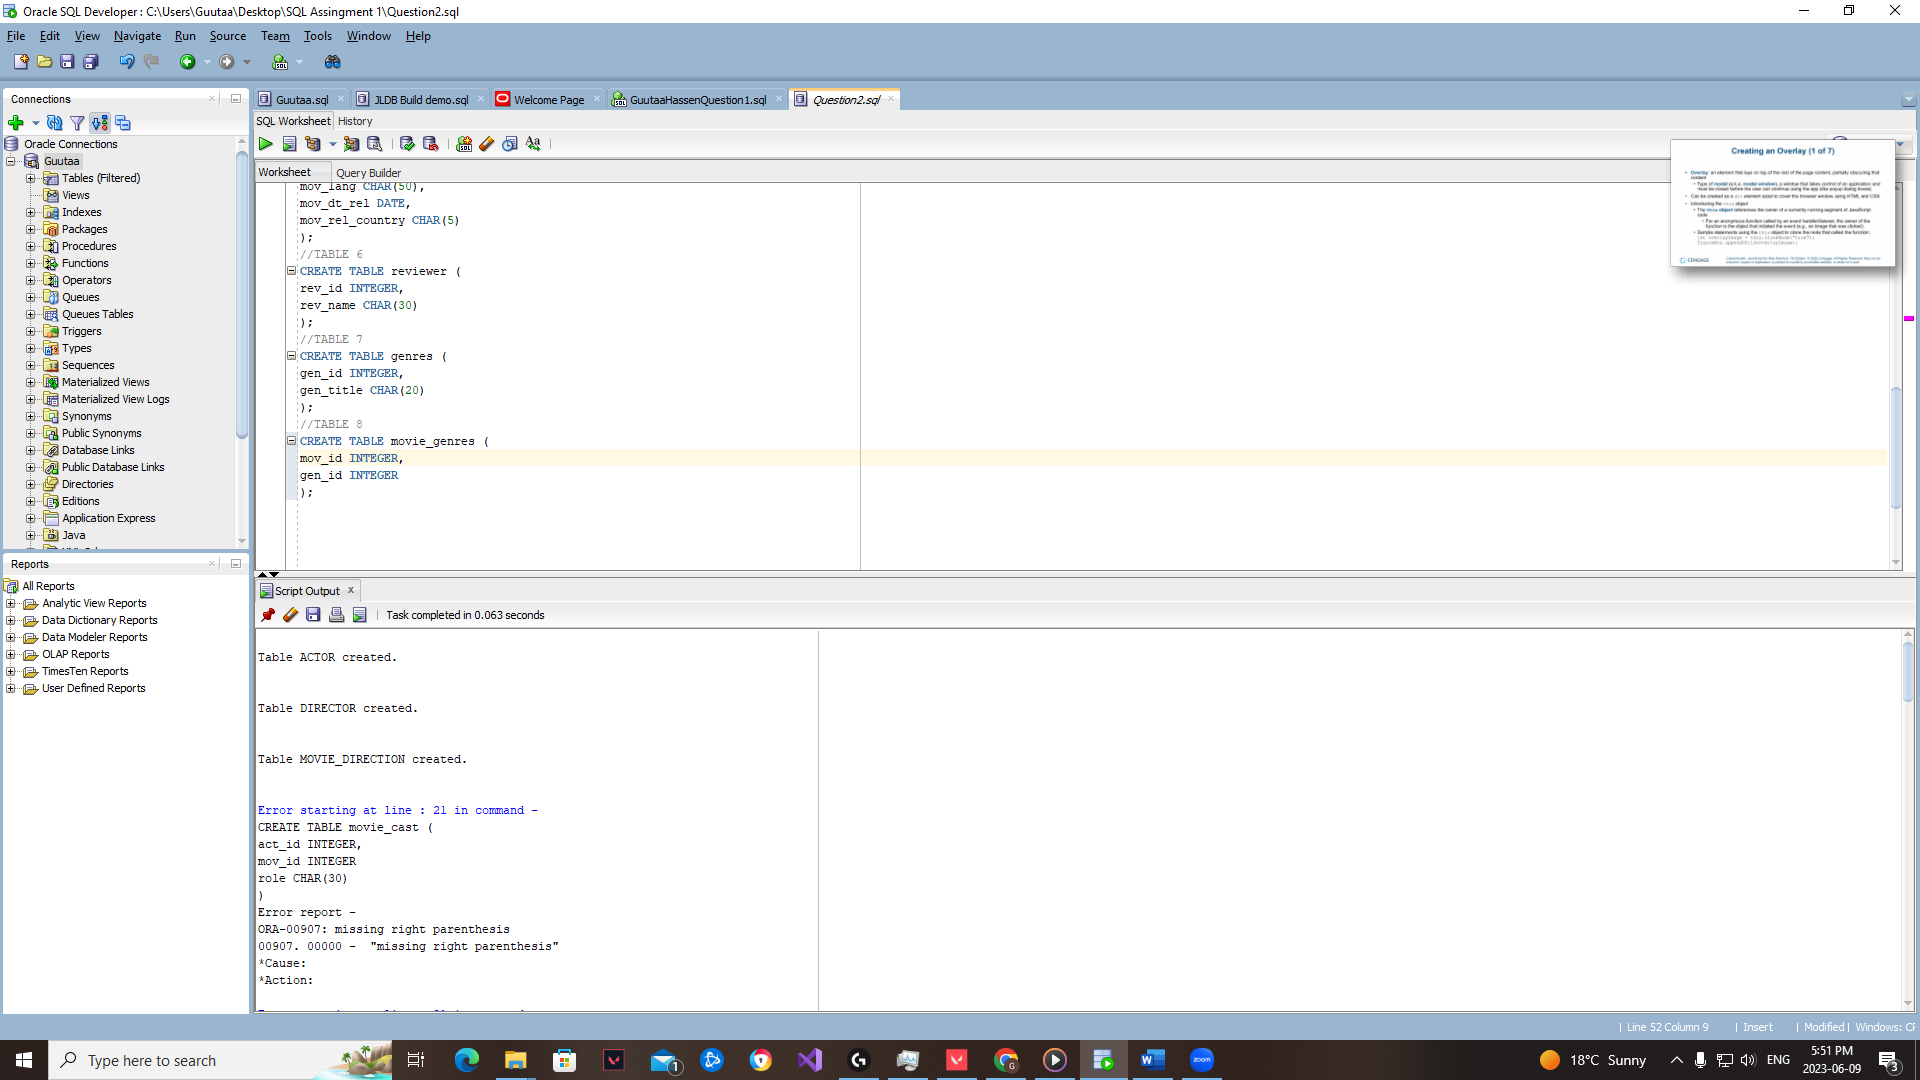 Oracle SQL Developer : C:\Users\Guutaa\Desktop\SQL Assingment 1\Question2.sql
File Edit View Navigate Run Source Team Tools Window Help
Connections
Oracle Connections
Guutaa
Tables (Filtered)
Views
Indexes
Packages
Procedures
Functions
Operators
Queues
Queues Tables
Triggers
Types
Sequences
Materialized Views
Materialized View Logs
Synonyms
Public Synonyms
Database Links
Public Database Links
Directories
Editions
Application Express
Java
Reports
All Reports
Analytic View Reports
Data Dictionary Reports
Data Modeler Reports
OLAP Reports
TimesTen Reports
User Defined Reports
Guutaa.sql JLDB Build demo.sql Welcome Page GuutaaHassenQuestion1.sql Question2.sql
SQL Worksheet History
Worksheet Query Builder
mov_lang CHAR(50),
mov_dt_rel DATE,
mov_rel_country CHAR(5)
);
//TABLE 6
CREATE TABLE reviewer (
rev_id INTEGER,
rev_name CHAR(30)
);
//TABLE 7
CREATE TABLE genres (
gen_id INTEGER,
gen_title CHAR(20)
);
//TABLE 8
CREATE TABLE movie_genres (
mov_id INTEGER,
gen_id INTEGER
);
Creating an Overlay (1 of 7)
CENGAGE
Script Output
Task completed in 0.063 seconds
Table ACTOR created.
Table DIRECTOR created.
Table MOVIE_DIRECTION created.
Error starting at line : 21 in command -
CREATE TABLE movie_cast (
act_id INTEGER,
mov_id INTEGER
role CHAR(30)
)
Error report -
ORA-00907: missing right parenthesis
00907. 00000 -  "missing right parenthesis"
*Cause:
*Action:
Line 52 Column 9 Insert Modified Windows: CF
Type here to search
18°C Sunny
ENG
5:51 PM
2023-06-09